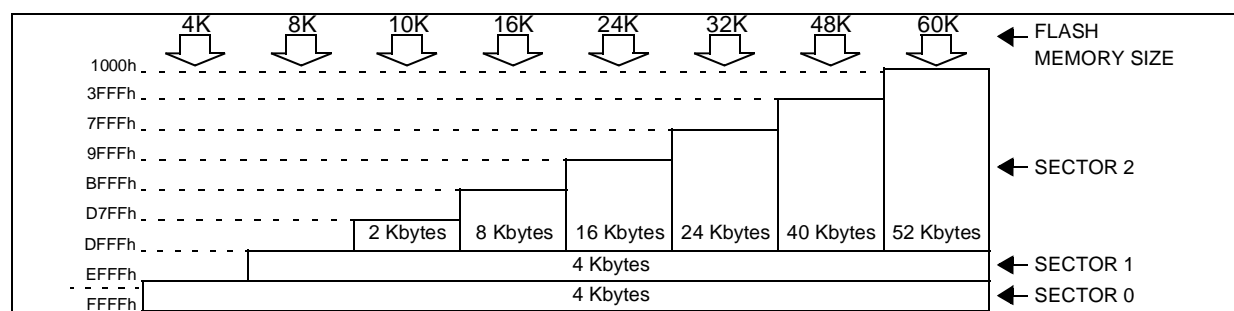 4K 8K 10K 16K 24K 32K 48K 60K FLASH
MEMORY SIZE
1000h
3FFFh
7FFFh
9FFFh
SECTOR 2
BFFFh
D7FFh
2 Kbytes 8 Kbytes 16 Kbytes 24 Kbytes 40 Kbytes 52 Kbytes
DFFFh
4 Kbytes SECTOR 1
EFFFh
4 Kbytes SECTOR 0
FFFFh